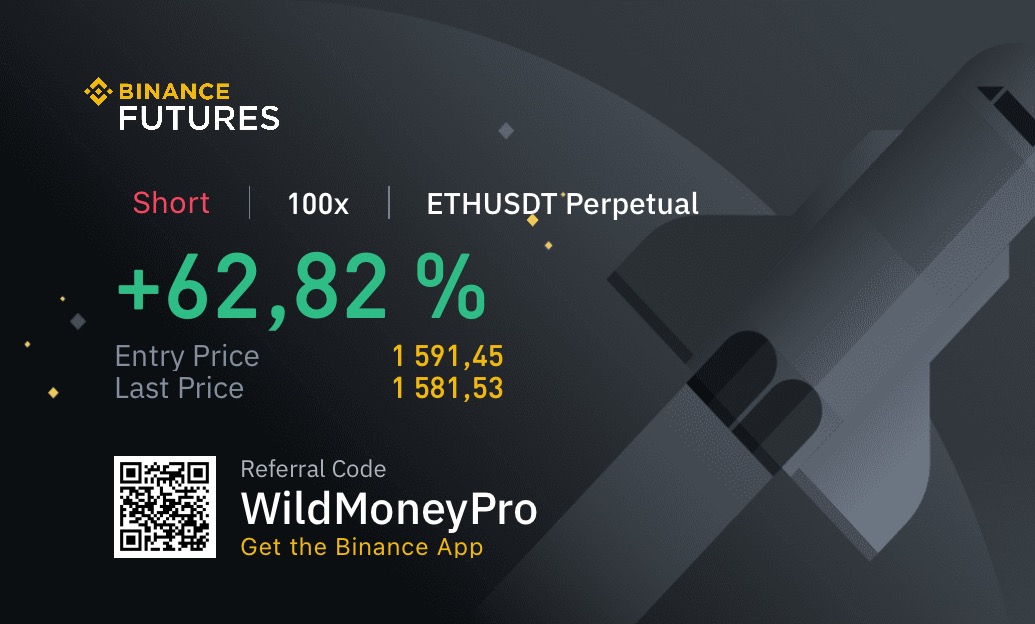 BINANCE
FUTURES
Short 100x ETHUSDT Perpetual
+62,82 %
Entry Price 1 591,45
Last Price 1 581,53
Referral Code
WildMoneyPro
Get the Binance App